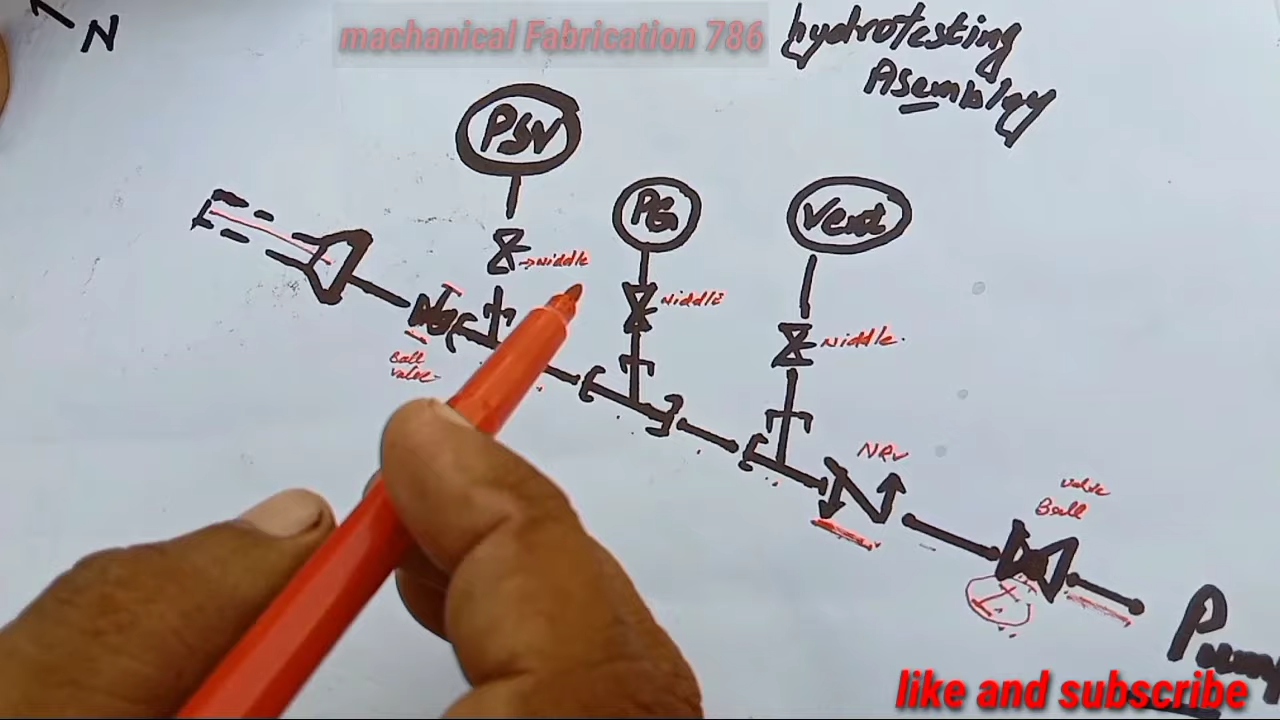 N
machanical Fabrication 786
hydrotesting
Asembley
PSV
PG
Vent
Niddle
Niddle
Niddle.
Ball
valve
NRV
valve
Ball
Pump
like and subscribe